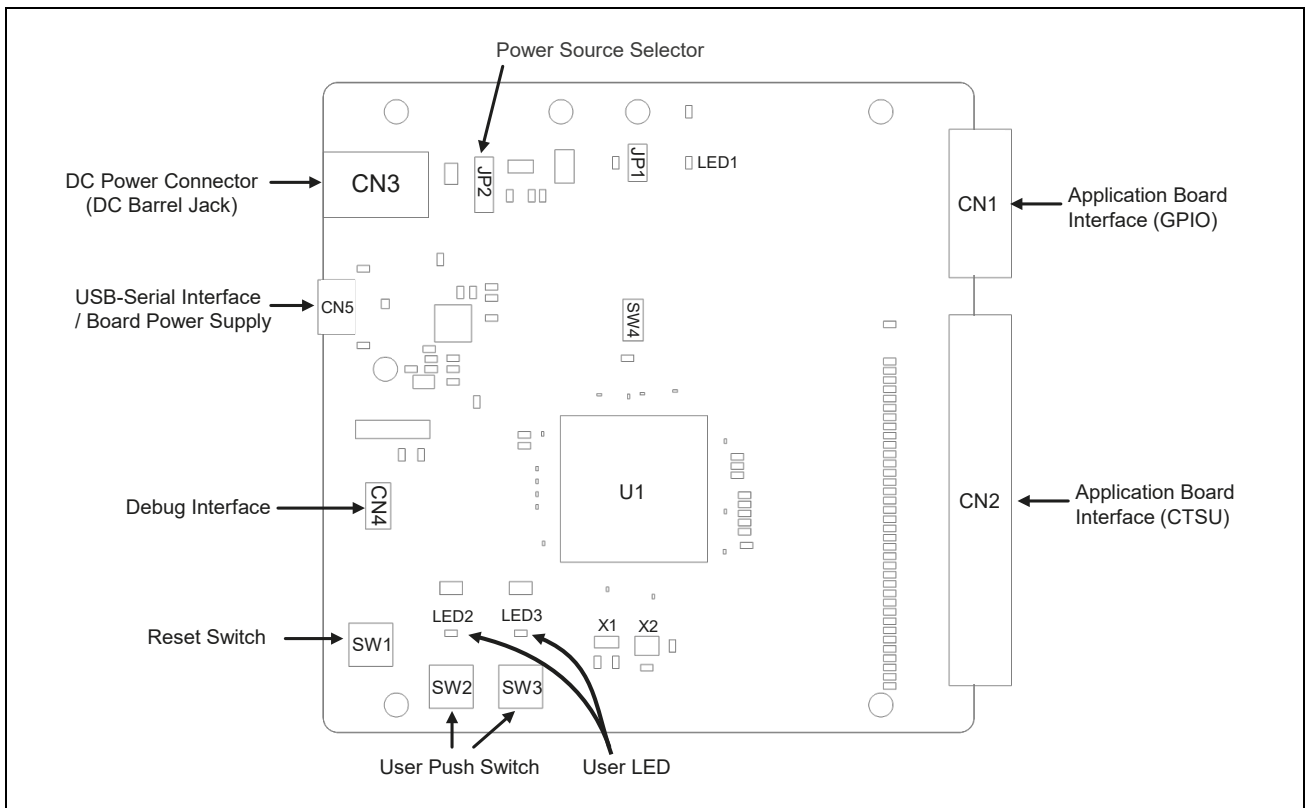 Power Source Selector
JP2
JP1
LED1
DC Power Connector
(DC Barrel Jack)
CN3
CN1
Application Board
Interface (GPIO)
USB-Serial Interface
/ Board Power Supply
CN5
SW4
U1
CN2
Application Board
Interface (CTSU)
Debug Interface
CN4
LED2
LED3
X1
X2
Reset Switch
SW1
SW2
SW3
User Push Switch
User LED